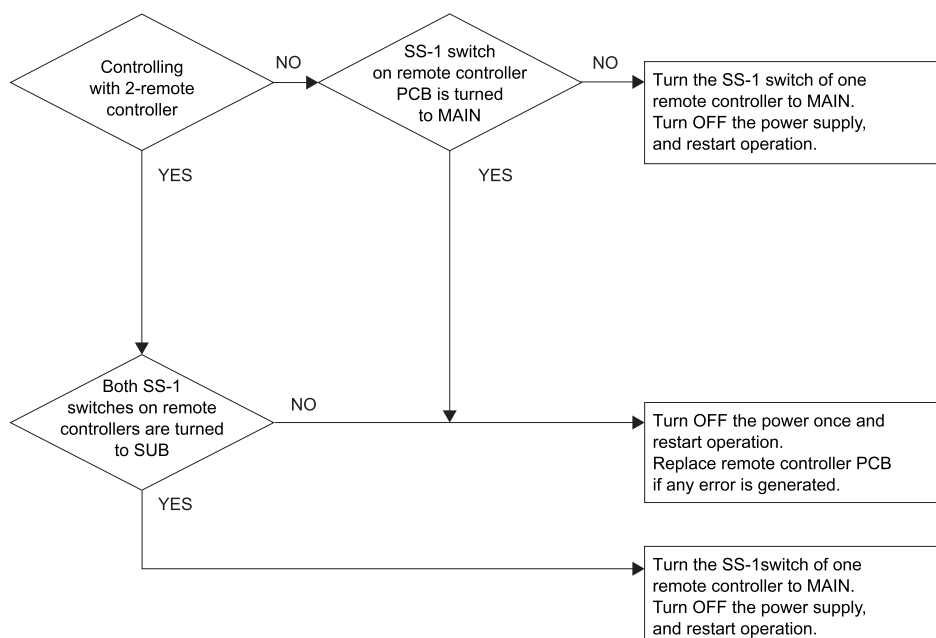 Controlling
with 2-remote
controller
NO
SS-1 switch
on remote controller
PCB is turned
to MAIN
NO
Turn the SS-1 switch of one
remote controller to MAIN.
Turn OFF the power supply,
and restart operation.
YES
YES
Both SS-1
switches on remote
controllers are turned
to SUB
NO
Turn OFF the power once and
restart operation.
Replace remote controller PCB
if any error is generated.
YES
Turn the SS-1switch of one
remote controller to MAIN.
Turn OFF the power supply,
and restart operation.